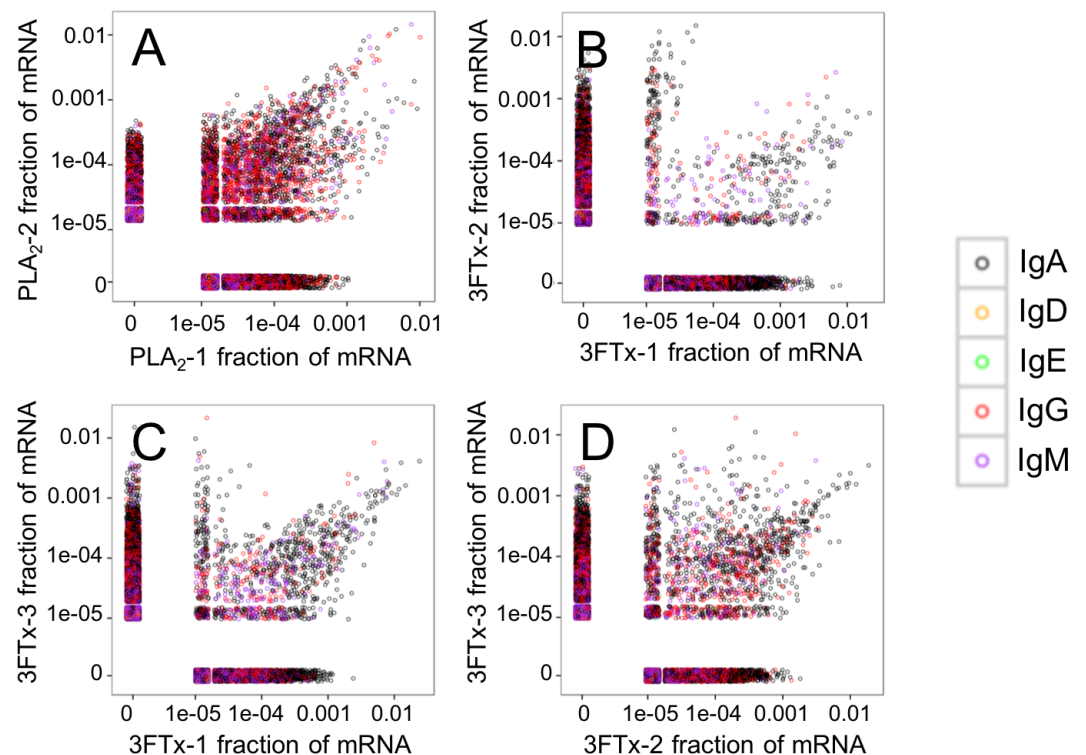 A
PLA₂-2 fraction of mRNA
0.01
0.001
1e-04
1e-05
0
0
1e-05
1e-04
0.001
0.01
PLA₂-1 fraction of mRNA
B
3FTx-2 fraction of mRNA
0.01
0.001
1e-04
1e-05
0
0
1e-05
1e-04
0.001
0.01
3FTx-1 fraction of mRNA
IgA
IgD
IgE
IgG
IgM
C
3FTx-3 fraction of mRNA
0.01
0.001
1e-04
1e-05
0
0
1e-05
1e-04
0.001
0.01
3FTx-1 fraction of mRNA
D
3FTx-3 fraction of mRNA
0.01
0.001
1e-04
1e-05
0
0
1e-05
1e-04
0.001
0.01
3FTx-2 fraction of mRNA